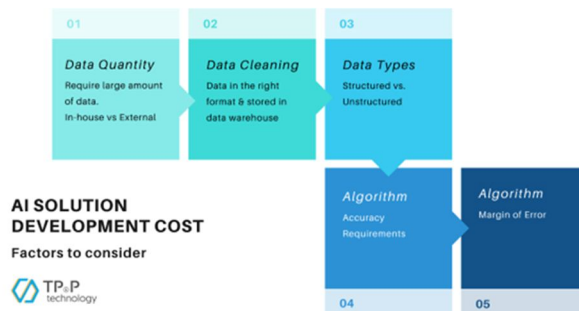 01
Data Quantity
Require large amount
of data.
In-house vs External
02
Data Cleaning
Data in the right
format & stored in
data warehouse
03
Data Types
Structured vs.
Unstructured
Algorithm
Accuracy
Requirements
04
Algorithm
Margin of Error
05
AI SOLUTION
DEVELOPMENT COST
Factors to consider
TP&P
technology